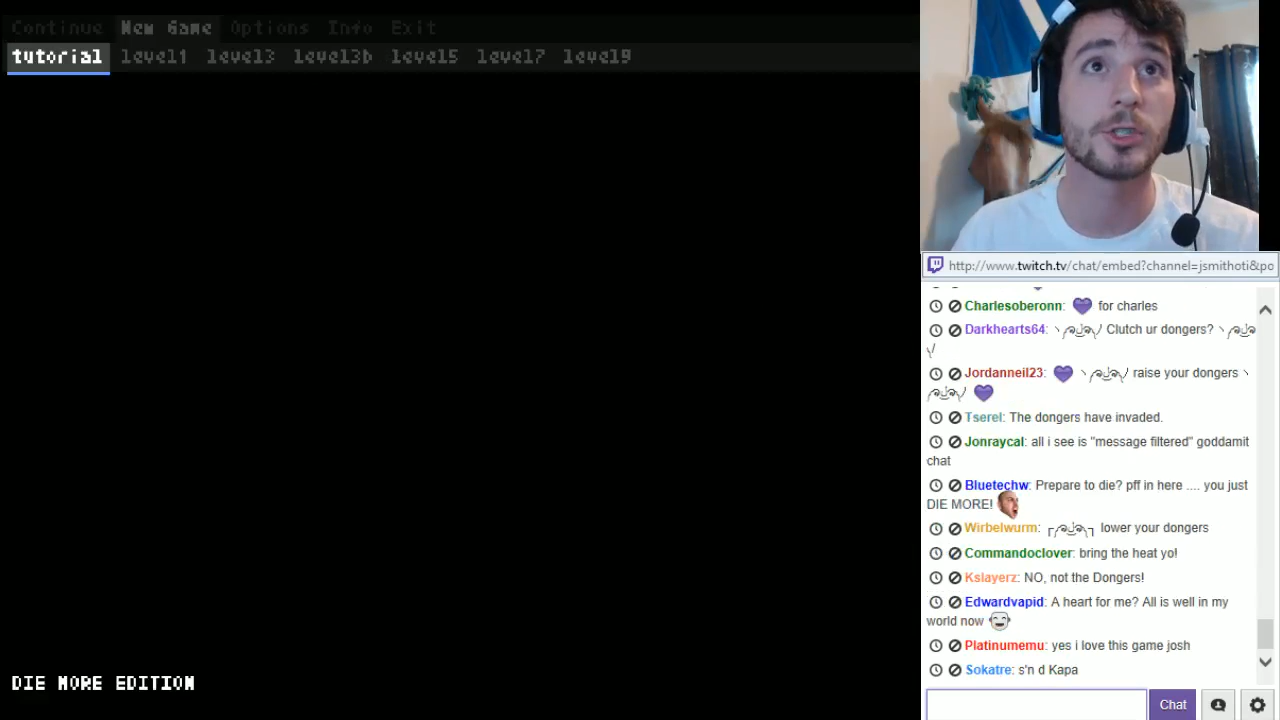 Continue New Game Options Info Exit
tutorial level1 level3 level3b level5 level7 level9
DIE MORE EDITION
http://www.twitch.tv/chat/embed?channel=jsmithoti&po
Charlesoberonn: for charles
Darkhearts64: Clutch ur dongers?
Jordanneil23: raise your dongers
Tserel: The dongers have invaded.
Jonraycal: all i see is "message filtered" goddamit
chat
Bluetechw: Prepare to die? pff in here .... you just
DIE MORE!
Wirbelwurm: lower your dongers
Commandoclover: bring the heat yo!
Kslayerz: NO, not the Dongers!
Edwardvapid: A heart for me? All is well in my
world now
Platinumemu: yes i love this game josh
Sokatre: s'n d Kapa
Chat